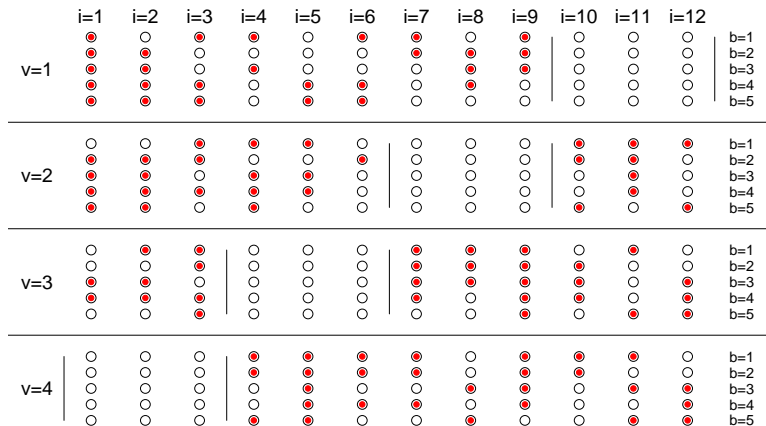 i=1 i=2 i=3 i=4 i=5 i=6 i=7 i=8 i=9 i=10 i=11 i=12
b=1
b=2
v=1 b=3
b=4
b=5
b=1
b=2
v=2 b=3
b=4
b=5
b=1
b=2
v=3 b=3
b=4
b=5
b=1
b=2
v=4 b=3
b=4
b=5